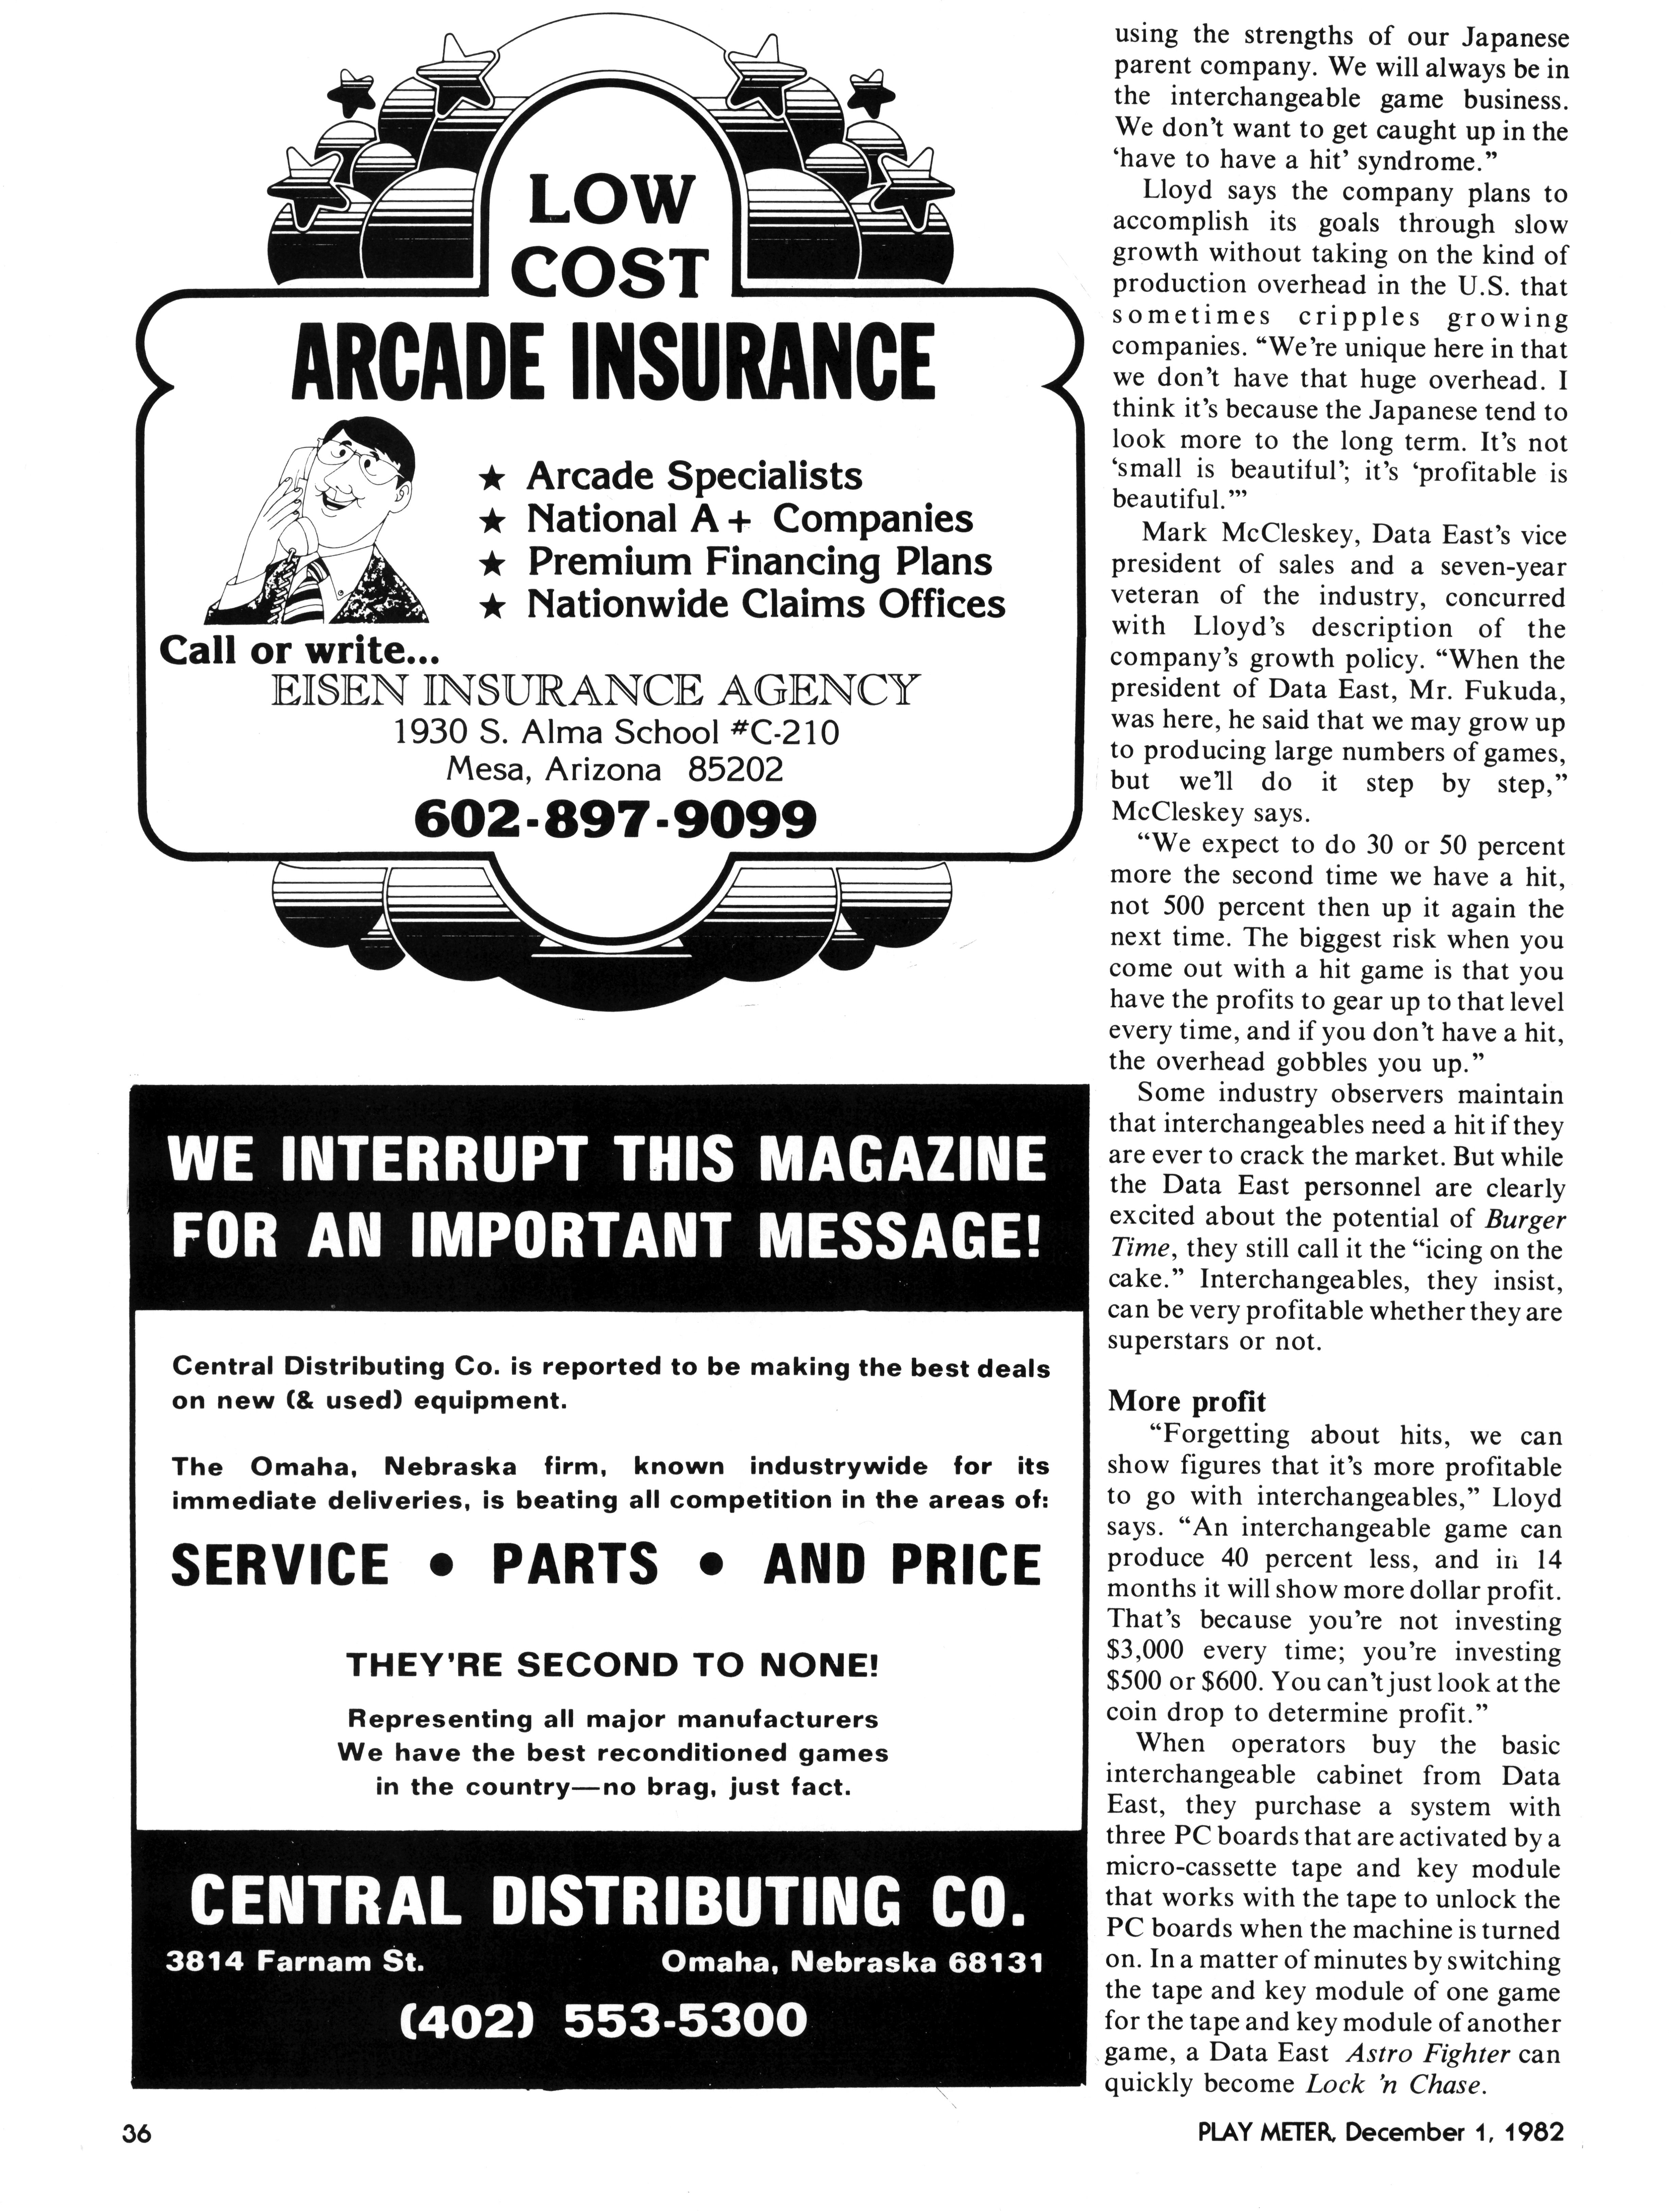 LOW
COST
ARCADE INSURANCE
★ Arcade Specialists
★ National A+ Companies
★ Premium Financing Plans
★ Nationwide Claims Offices
Call or write...
EISEN INSURANCE AGENCY
1930 S. Alma School #C-210
Mesa, Arizona 85202
602-897-9099
WE INTERRUPT THIS MAGAZINE
FOR AN IMPORTANT MESSAGE!
Central Distributing Co. is reported to be making the best deals
on new (& used) equipment.
The Omaha, Nebraska firm, known industrywide for its
immediate deliveries, is beating all competition in the areas of:
SERVICE • PARTS • AND PRICE
THEY'RE SECOND TO NONE!
Representing all major manufacturers
We have the best reconditioned games
in the country—no brag, just fact.
CENTRAL DISTRIBUTING CO.
3814 Farnam St. Omaha, Nebraska 68131
(402) 553-5300
using the strengths of our Japanese
parent company. We will always be in
the interchangeable game business.
We don't want to get caught up in the
‘have to have a hit’ syndrome.”
Lloyd says the company plans to
accomplish its goals through slow
growth without taking on the kind of
production overhead in the U.S. that
sometimes cripples growing
companies. “We're unique here in that
we don't have that huge overhead. I
think it's because the Japanese tend to
look more to the long term. It's not
‘small is beautiful’; it's ‘profitable is
beautiful.’”
Mark McCleskey, Data East's vice
president of sales and a seven-year
veteran of the industry, concurred
with Lloyd's description of the
company's growth policy. “When the
president of Data East, Mr. Fukuda,
was here, he said that we may grow up
to producing large numbers of games,
but we'll do it step by step,”
McCleskey says.
“We expect to do 30 or 50 percent
more the second time we have a hit,
not 500 percent then up it again the
next time. The biggest risk when you
come out with a hit game is that you
have the profits to gear up to that level
every time, and if you don't have a hit,
the overhead gobbles you up.”
Some industry observers maintain
that interchangeables need a hit if they
are ever to crack the market. But while
the Data East personnel are clearly
excited about the potential of Burger
Time, they still call it the “icing on the
cake.” Interchangeables, they insist,
can be very profitable whether they are
superstars or not.
More profit
“Forgetting about hits, we can
show figures that it's more profitable
to go with interchangeables,” Lloyd
says. “An interchangeable game can
produce 40 percent less, and in 14
months it will show more dollar profit.
That's because you're not investing
$3,000 every time; you're investing
$500 or $600. You can't just look at the
coin drop to determine profit.”
When operators buy the basic
interchangeable cabinet from Data
East, they purchase a system with
three PC boards that are activated by a
micro-cassette tape and key module
that works with the tape to unlock the
PC boards when the machine is turned
on. In a matter of minutes by switching
the tape and key module of one game
for the tape and key module of another
game, a Data East Astro Fighter can
quickly become Lock 'n Chase.
36 PLAY METER, December 1, 1982